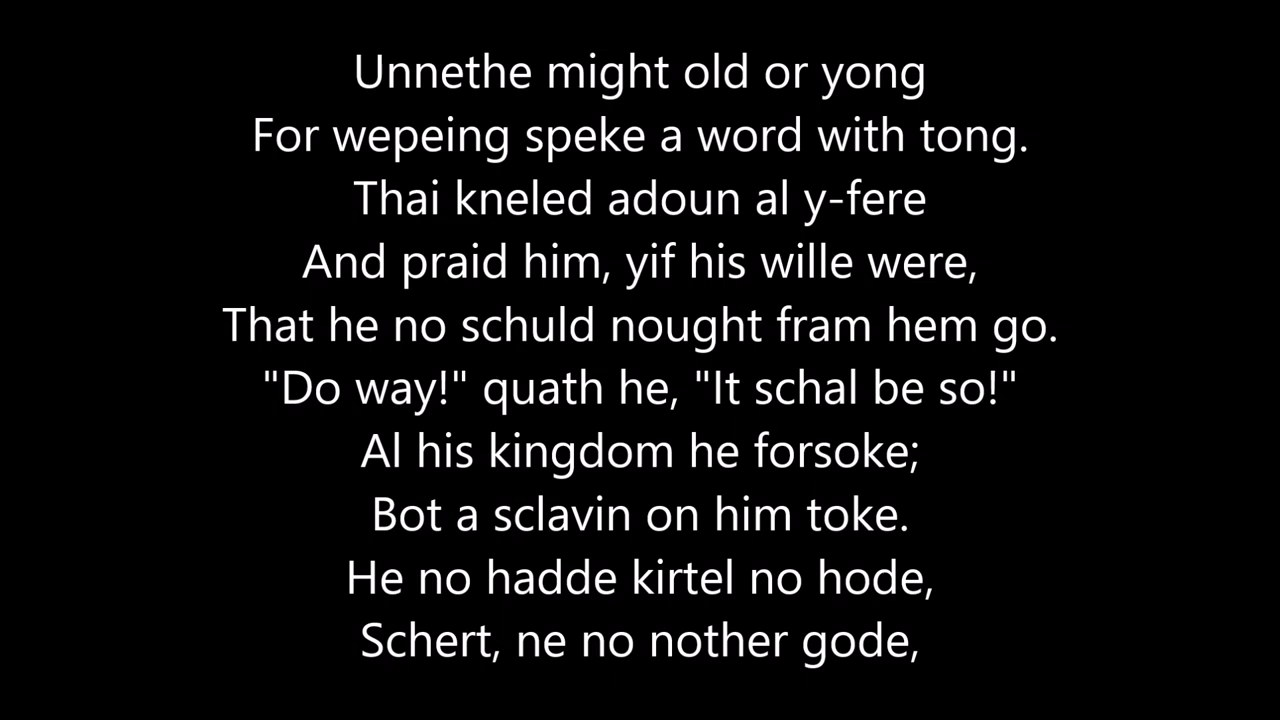 Unnethe might old or yong
For wepeing speke a word with tong.
Thai kneled adoun al y-fere
And praid him, yif his wille were,
That he no schuld nought fram hem go.
"Do way!" quath he, "It schal be so!"
Al his kingdom he forsoke;
Bot a sclavin on him toke.
He no hadde kirtel no hode,
Schert, ne no nother gode,